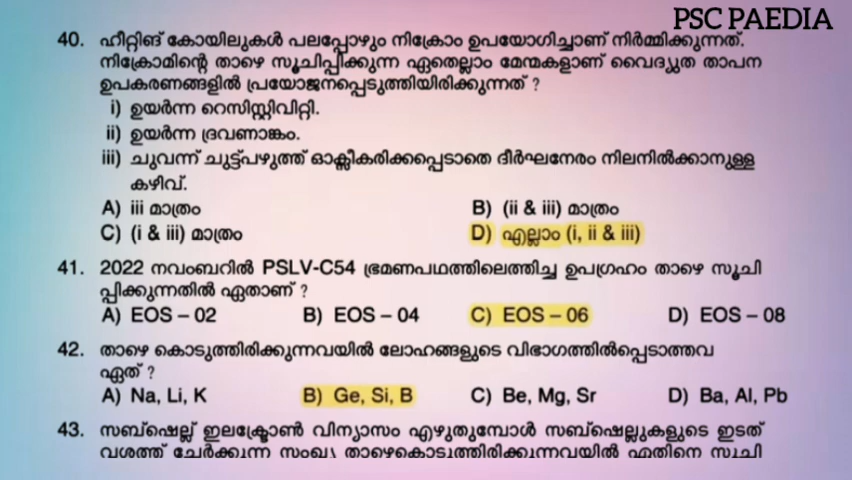 PSC PAEDIA
40. ഹീറ്റിങ് കോയിലുകൾ പലപ്പോഴും നിക്രോം ഉപയോഗിച്ചാണ് നിർമ്മിക്കുന്നത്.
നിക്രോമിന്റെ താഴെ സൂചിപ്പിക്കുന്ന ഏതെല്ലാം മേന്മകളാണ് വൈദ്യുത താപന
ഉപകരണങ്ങളിൽ പ്രയോജനപ്പെടുത്തിയിരിക്കുന്നത് ?
i) ഉയർന്ന റെസിസ്റ്റിവിറ്റി.
ii) ഉയർന്ന ദ്രവണാങ്കം.
iii) ചുവന്ന് ചുട്ട്പഴുത്ത് ഓക്സീകരിക്കപ്പെടാതെ ദീർഘനേരം നിലനിൽക്കാനുള്ള
കഴിവ്.
A) iii മാത്രം B) (ii & iii) മാത്രം
C) (i & iii) മാത്രം D) എല്ലാം (i, ii & iii)
41. 2022 നവംബറിൽ PSLV-C54 ഭ്രമണപഥത്തിലെത്തിച്ച ഉപഗ്രഹം താഴെ സൂചി
പ്പിക്കുന്നതിൽ ഏതാണ് ?
A) EOS – 02 B) EOS – 04 C) EOS – 06 D) EOS – 08
42. താഴെ കൊടുത്തിരിക്കുന്നവയിൽ ലോഹങ്ങളുടെ വിഭാഗത്തിൽപ്പെടാത്തവ
ഏത് ?
A) Na, Li, K B) Ge, Si, B C) Be, Mg, Sr D) Ba, Al, Pb
43. സബ്ഷെല്ല് ഇലക്ട്രോൺ വിന്യാസം എഴുതുമ്പോൾ സബ്ഷെല്ലുകളുടെ ഇടത്
വശത്ത് ചേർക്കുന്ന സംഖ്യ താഴെകൊടുത്തിരിക്കുന്നവയിൽ ഏതിനെ സൂചി